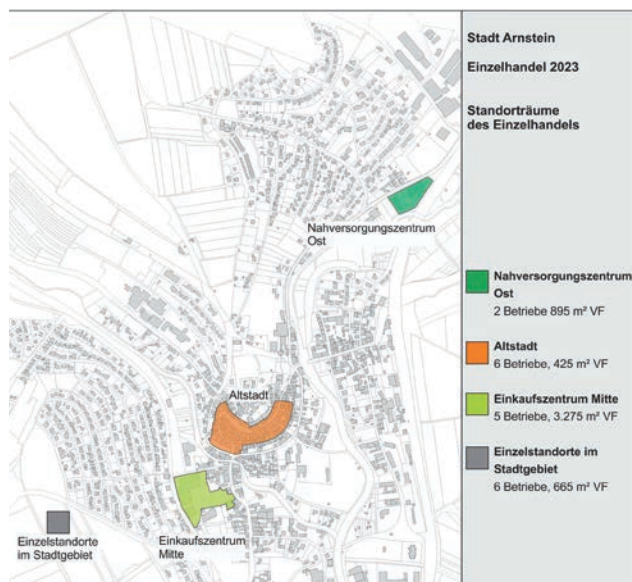 Stadt Arnstein
Einzelhandel 2023
Standorträume
des Einzelhandels
Nahversorgungszentrum
Ost
Altstadt
Einkaufszentrum
Mitte
Einzelstandorte
im Stadtgebiet
Nahversorgungszentrum
Ost
2 Betriebe 895 m² VF
Altstadt
6 Betriebe, 425 m² VF
Einkaufszentrum Mitte
5 Betriebe, 3.275 m² VF
Einzelstandorte im
Stadtgebiet
6 Betriebe, 665 m² VF